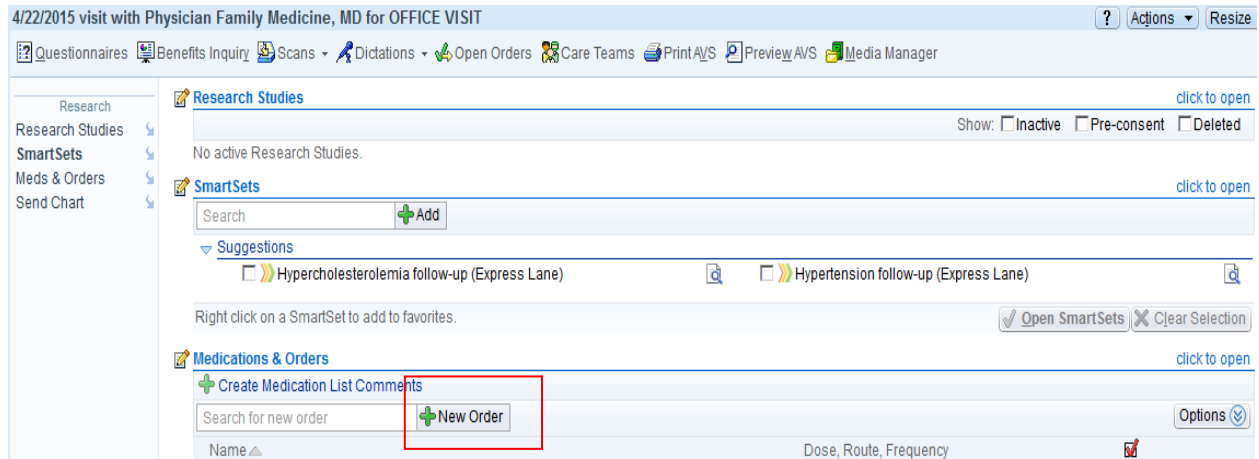 4/22/2015 visit with Physician Family Medicine, MD for OFFICE VISIT ? Actions Resize
Questionnaires Benefits Inquiry Scans Dictations Open Orders Care Teams Print AVS Preview AVS Media Manager
Research
Research Studies
SmartSets
Meds & Orders
Send Chart
Research Studies click to open
Show: Inactive Pre-consent Deleted
No active Research Studies.
SmartSets click to open
Search Add
Suggestions
Hypercholesterolemia follow-up (Express Lane) Hypertension follow-up (Express Lane)
Right click on a SmartSet to add to favorites. Open SmartSets Clear Selection
Medications & Orders click to open
Create Medication List Comments
Search for new order New Order Options
Name Dose, Route, Frequency